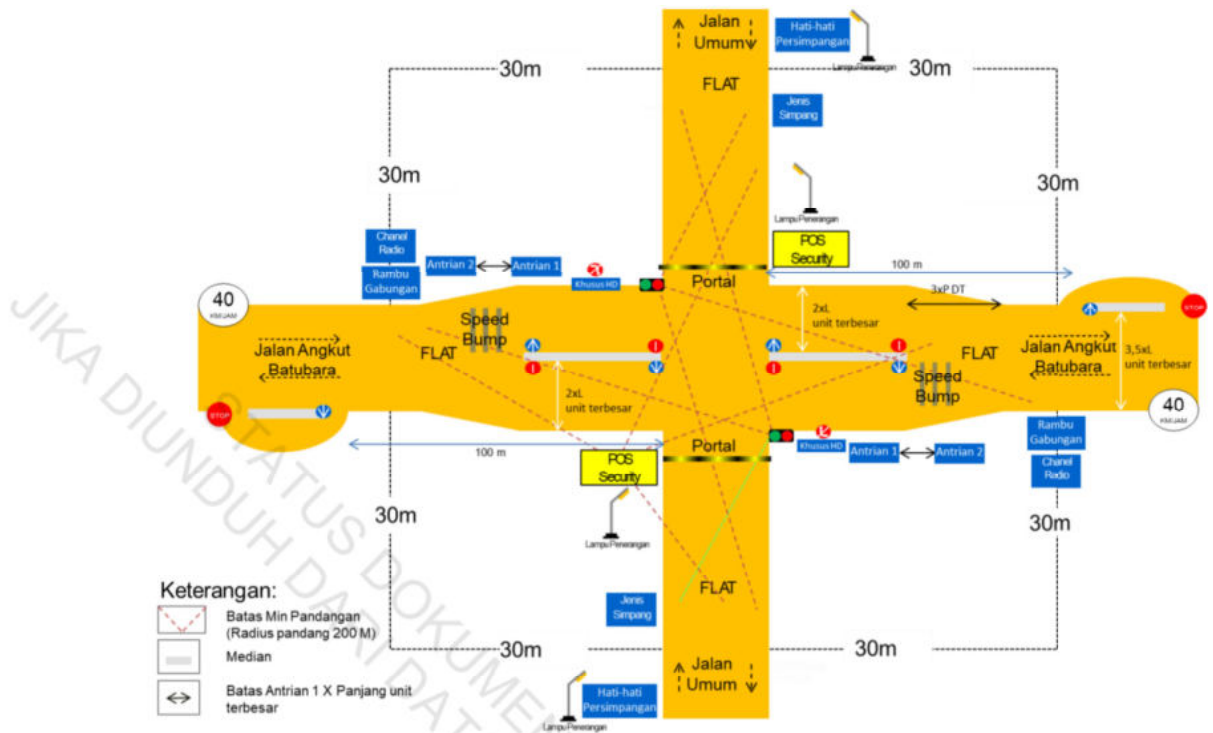 Jalan
Umum
Hati-hati
Persimpangan
Lampu Penerangan
30m
30m
FLAT
Jenis
Simpang
30m
30m
Lampu Penerangan
Chanel
Radio
POS
Security
Antrian 2
Antrian 1
Rambu
Gabungan
Khusus HD
Portal
100 m
3xP DT
40
KM/JAM
2xL
unit terbesar
STOP
Speed
Bump
FLAT
Jalan Angkut
Batubara
FLAT
Jalan Angkut
Batubara
3,5xL
unit terbesar
Speed
Bump
2xL
unit terbesar
STOP
40
KM/JAM
Rambu
Gabungan
Portal
Khusus HD
Antrian 1
Antrian 2
100 m
POS
Security
Chanel
Radio
30m
30m
Lampu Penerangan
FLAT
Jenis
Simpang
30m
30m
Jalan
Umum
Hati-hati
Persimpangan
Lampu Penerangan
Keterangan:
Batas Min Pandangan
(Radius pandang 200 M)
Median
Batas Antrian 1 X Panjang unit
terbesar
STATUS DOKUMEN
JIKA DIUNDUH DARI DAT